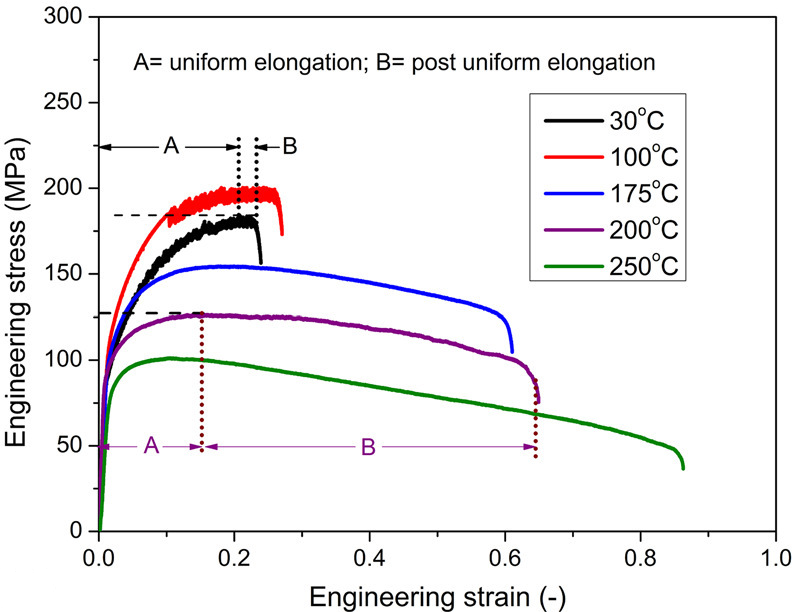 300
250
200
150
100
50
0
Engineering stress (MPa)
A= uniform elongation; B= post uniform elongation
A
B
30°C
100°C
175°C
200°C
250°C
A
B
0.0 0.2 0.4 0.6 0.8 1.0
Engineering strain (-)